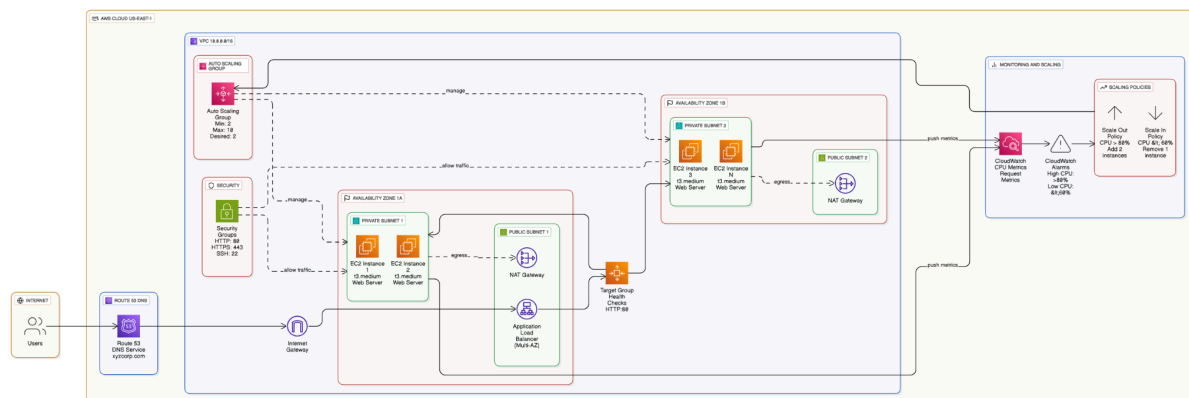 AWS CLOUD US-EAST-1
VPC 10.0.0.0/16
AUTO SCALING
GROUP
Auto Scaling
Group
Min: 2
Max: 10
Desired: 2
SECURITY
Security
Groups
HTTP: 80
HTTPS: 443
SSH: 22
manage
allow traffic
manage
allow traffic
AVAILABILITY ZONE 1A
PRIVATE SUBNET 1
EC2 Instance
1
t3.medium
Web Server
EC2 Instance
2
t3.medium
Web Server
egress
PUBLIC SUBNET 1
NAT Gateway
Application
Load
Balancer
(Multi-AZ)
Target Group
Health
Checks
HTTP:80
AVAILABILITY ZONE 1B
PRIVATE SUBNET 2
EC2 Instance
3
t3.medium
Web Server
EC2 Instance
N
t3.medium
Web Server
egress
PUBLIC SUBNET 2
NAT Gateway
push metrics
push metrics
MONITORING AND SCALING
CloudWatch
CPU Metrics
Request
Metrics
CloudWatch
Alarms
High CPU:
>80%
Low CPU:
&lt;60%
SCALING POLICIES
Scale Out
Policy
CPU > 80%
Add 2
instances
Scale In
Policy
CPU &lt; 60%
Remove 1
instance
INTERNET
Users
ROUTE 53 DNS
Route 53
DNS Service
xyzcorp.com
Internet
Gateway